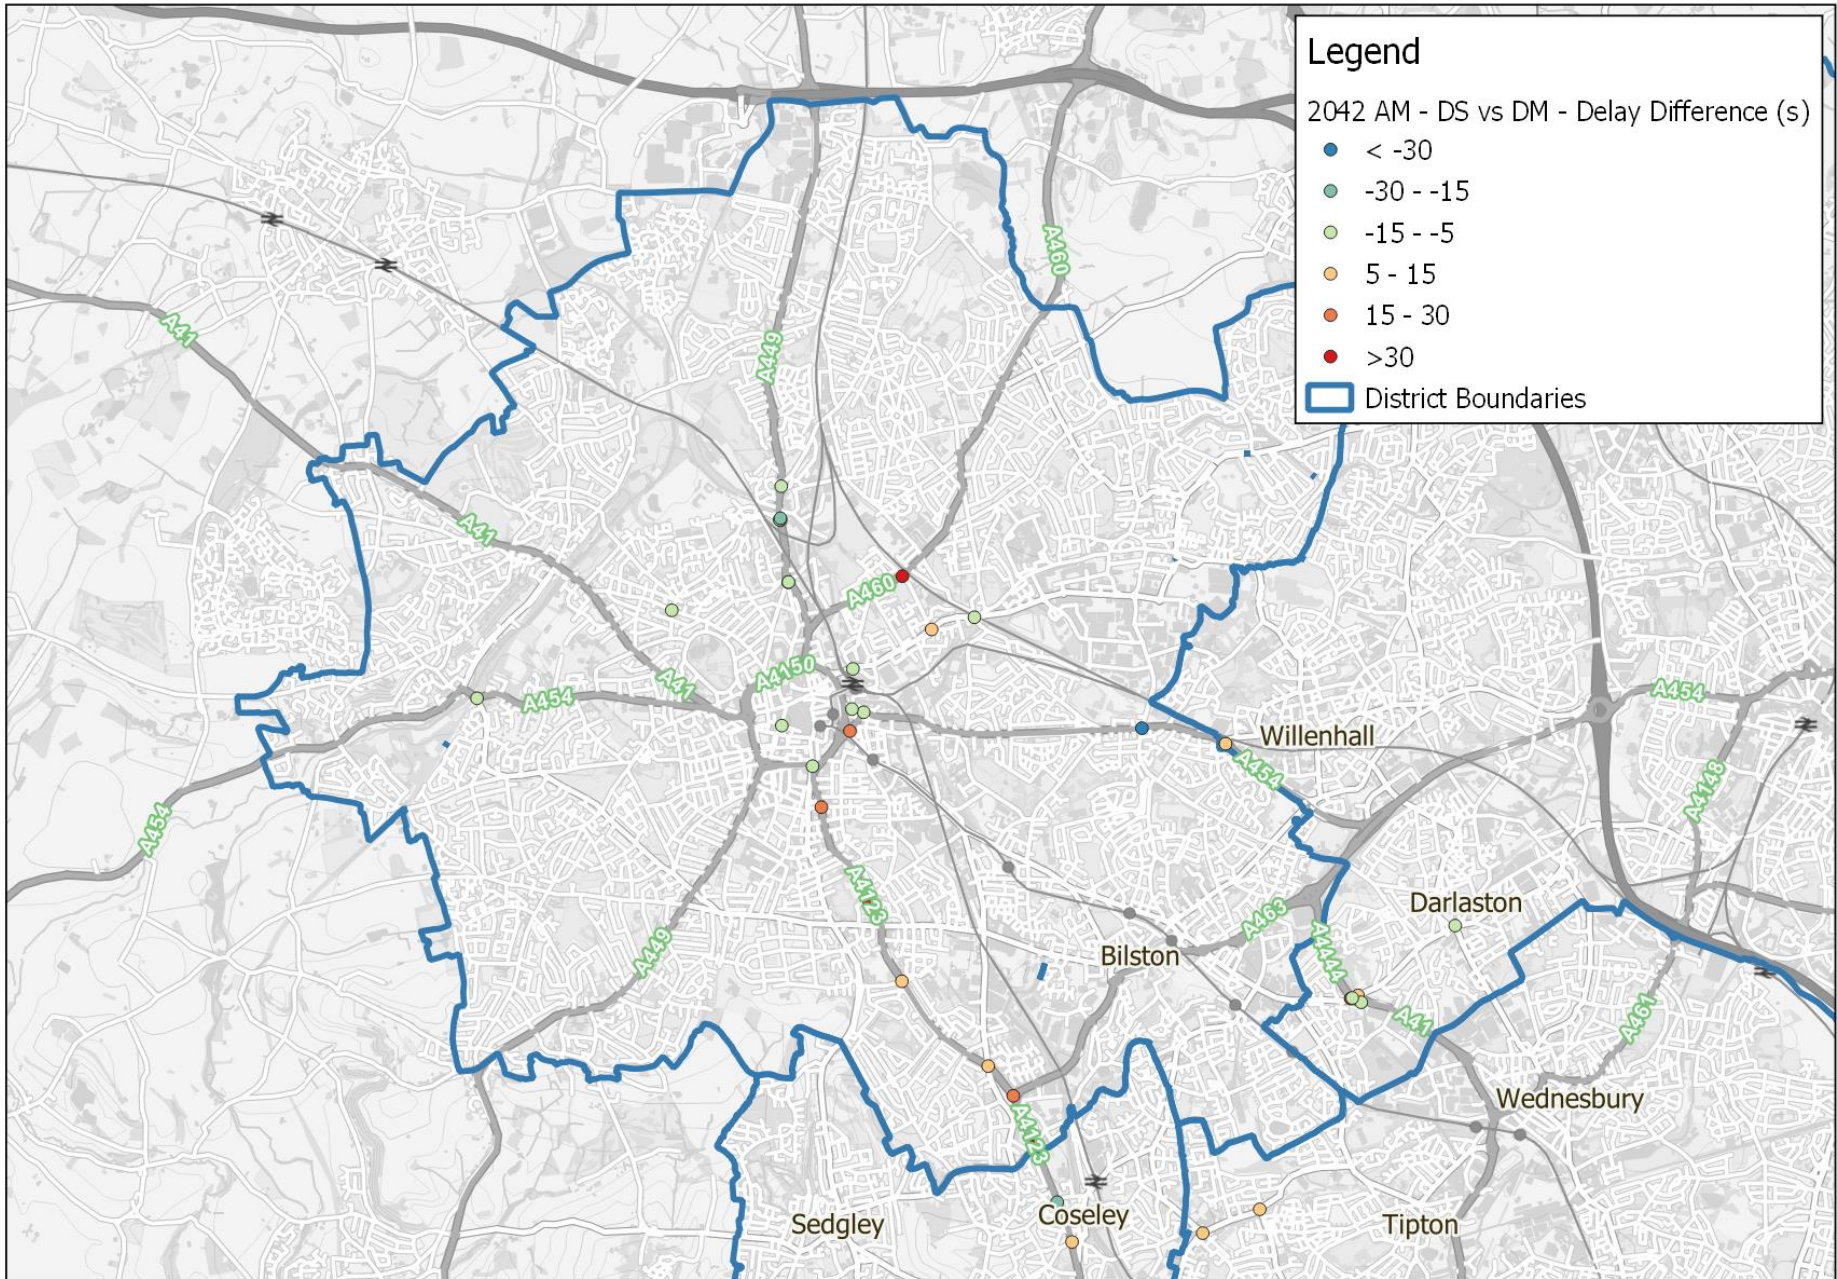 Legend
2042 AM - DS vs DM - Delay Difference (s)
< -30
-30 - -15
-15 - -5
5 - 15
15 - 30
>30
District Boundaries
A460
A41
A449
A41
A460
A4150
A41
A454
A454
Willenhall
A454
A4148
A454
A4123
Darlaston
A463
A449
A4444
Bilston
A41
A461
Wednesbury
A4123
Sedgley
Coseley
Tipton